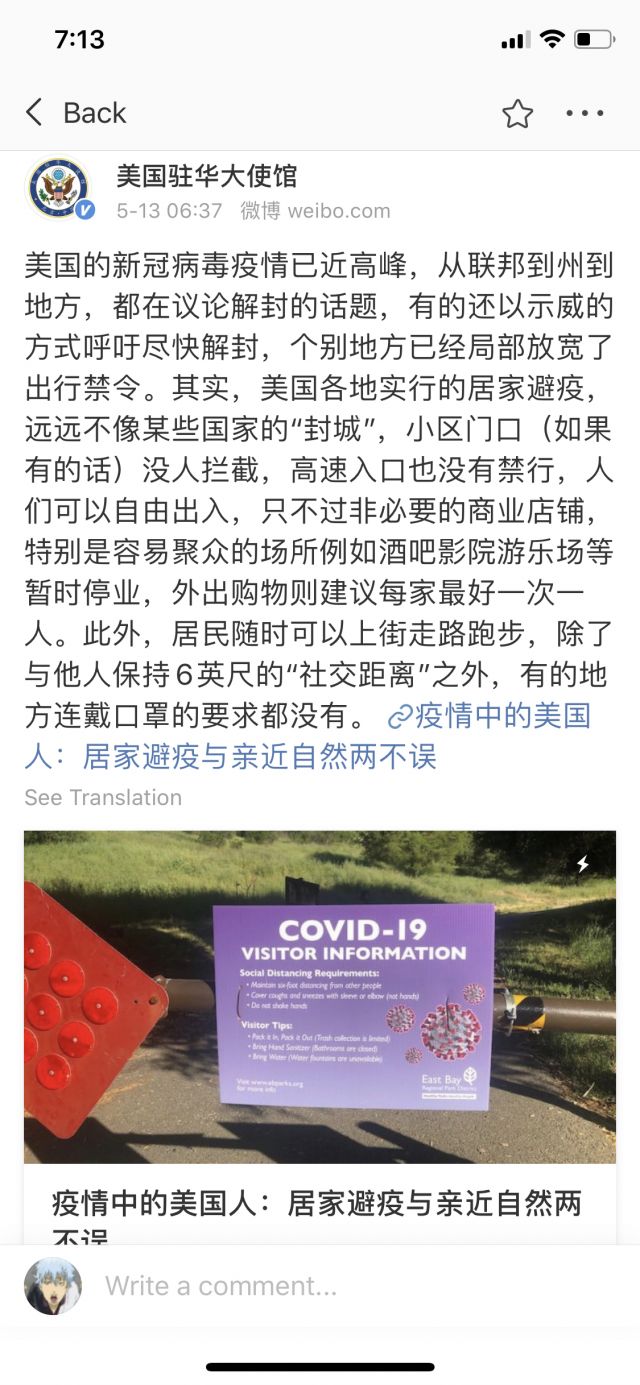 7:13
Back
美国驻华大使馆
5-13 06:37 微博 weibo.com
美国的新冠病毒疫情已近高峰，从联邦到州到
地方，都在议论解封的话题，有的还以示威的
方式呼吁尽快解封，个别地方已经局部放宽了
出行禁令。其实，美国各地实行的居家避疫，
远远不像某些国家的“封城”，小区门口（如果
有的话）没人拦截，高速入口也没有禁行，人
们可以自由出入，只不过非必要的商业店铺，
特别是容易聚众的场所例如酒吧影院游乐场等
暂时停业，外出购物则建议每家最好一次一
人。此外，居民随时可以上街走路跑步，除了
与他人保持6英尺的“社交距离”之外，有的地
方连戴口罩的要求都没有。 疫情中的美国
人：居家避疫与亲近自然两不误
See Translation
COVID-19
VISITOR INFORMATION
Social Distancing Requirements:
• Maintain six-foot distancing from other people
• Cover coughs and sneezes with sleeve or elbow (not hands)
• Do not shake hands
Visitor Tips:
• Pack it In, Pack it Out (Trash collection is limited)
• Bring Hand Sanitizer (Bathrooms are closed)
• Bring Water (Water fountains are unavailable)
Visit www.ebparks.org
for more info
East Bay
Regional Park District
疫情中的美国人：居家避疫与亲近自然两
不误
Write a comment...